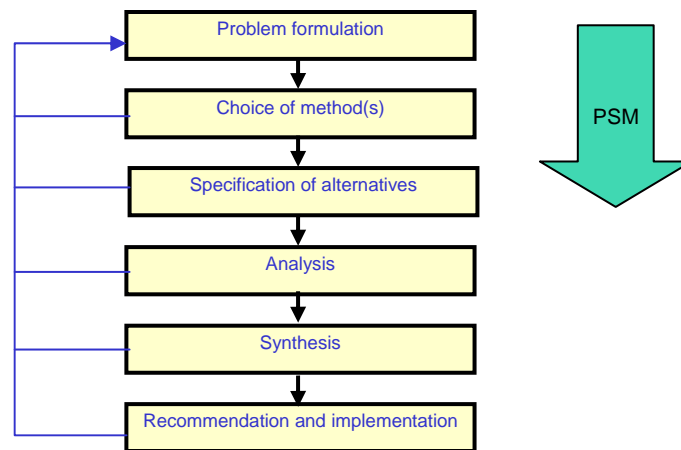 Problem formulation
Choice of method(s)
PSM
Specification of alternatives
Analysis
Synthesis
Recommendation and implementation